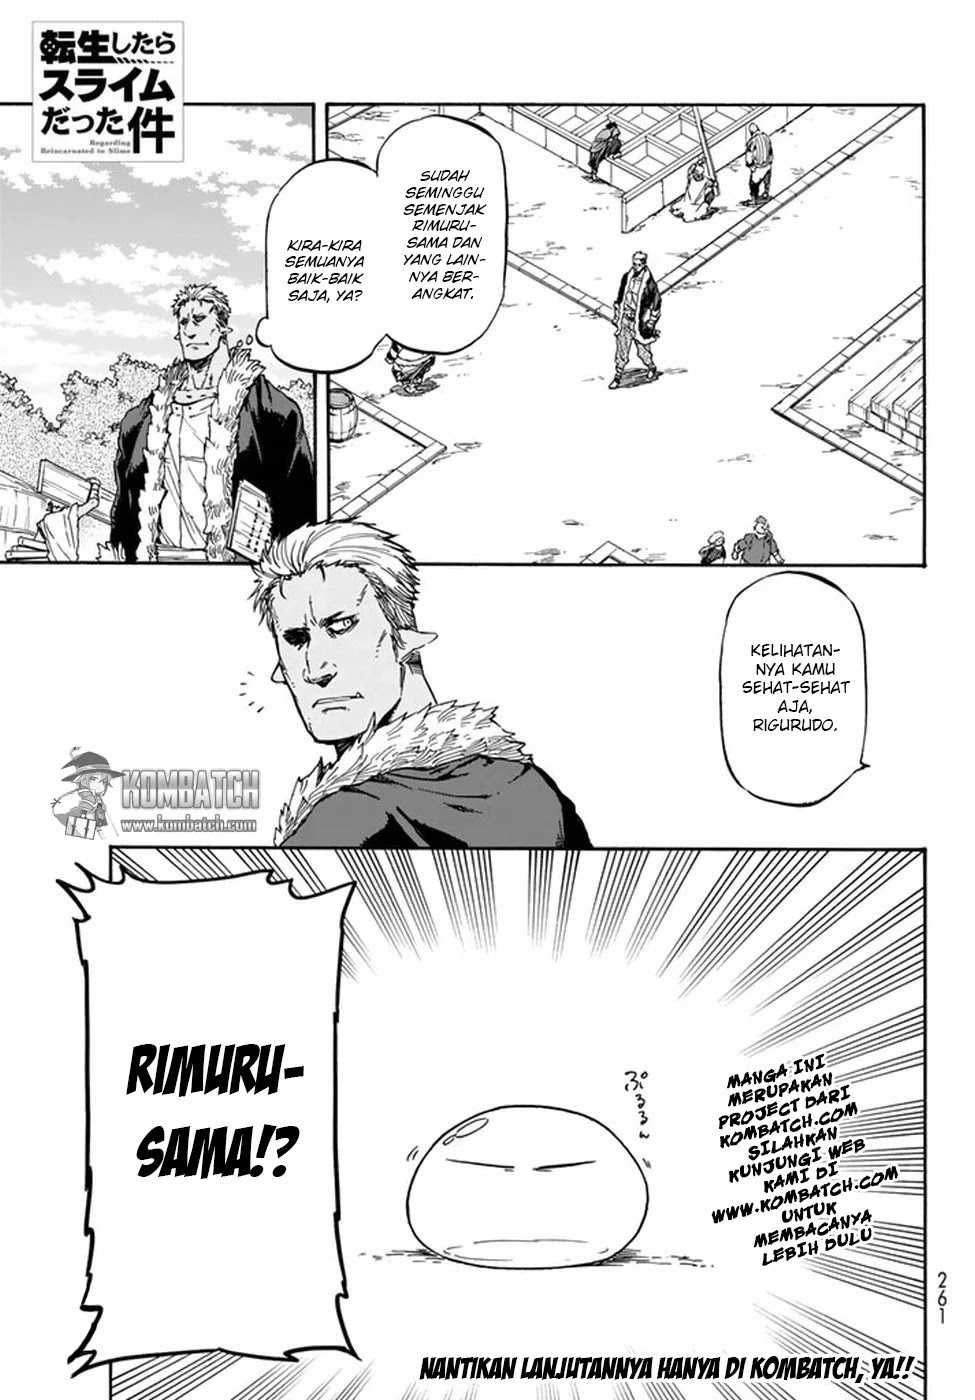 転生したら
スライム
だった件
Regarding
Reincarnated to Slime
SUDAH
SEMINGGU
SEMENJAK
RIMURU-
SAMA DAN
YANG LAIN-
NYA BER-
ANGKAT.
KIRA-KIRA
SEMUANYA
BAIK-BAIK
SAJA, YA?
KELIHATAN-
NYA KAMU
SEHAT-SEHAT
AJA,
RIGURUDO.
KOMBATCH
www.kombatch.com
RIMURU-
SAMA!?
ぷるるん
MANGA INI
MERUPAKAN
PROJECT DARI
KOMBATCH.COM
SILAHKAN
KUNJUNGI WEB
KAMI DI
WWW.KOMBATCH.COM
UNTUK
MEMBACANYA
LEBIH DULU
261
NANTIKAN LANJUTANNYA HANYA DI KOMBATCH, YA!!